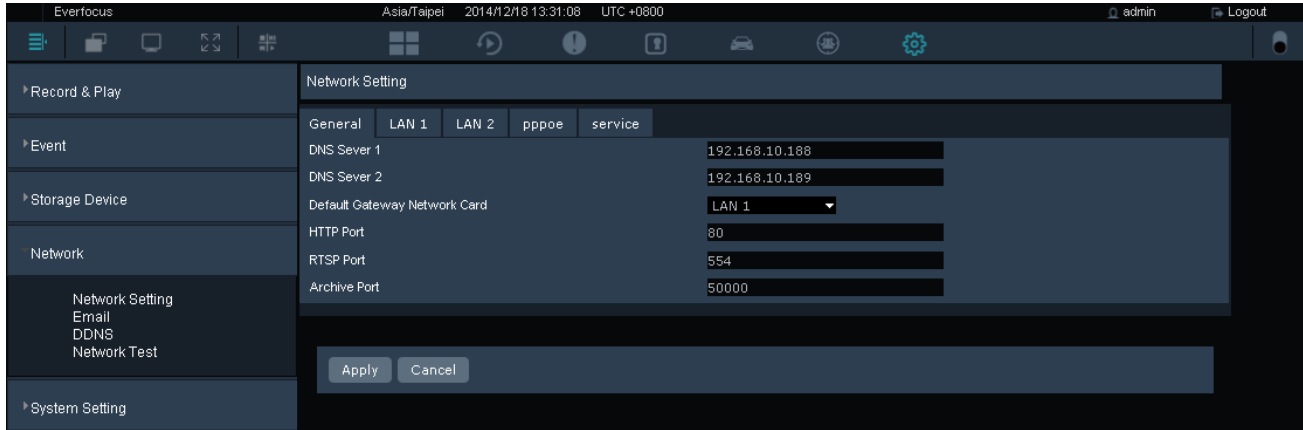 Everfocus Asia/Taipei 2014/12/18 13:31:08 UTC +0800 admin Logout
Record & Play
Event
Storage Device
Network
Network Setting
Email
DDNS
Network Test
System Setting
Network Setting
General LAN 1 LAN 2 pppoe service
DNS Sever 1 192.168.10.188
DNS Sever 2 192.168.10.189
Default Gateway Network Card LAN 1
HTTP Port 80
RTSP Port 554
Archive Port 50000
Apply Cancel